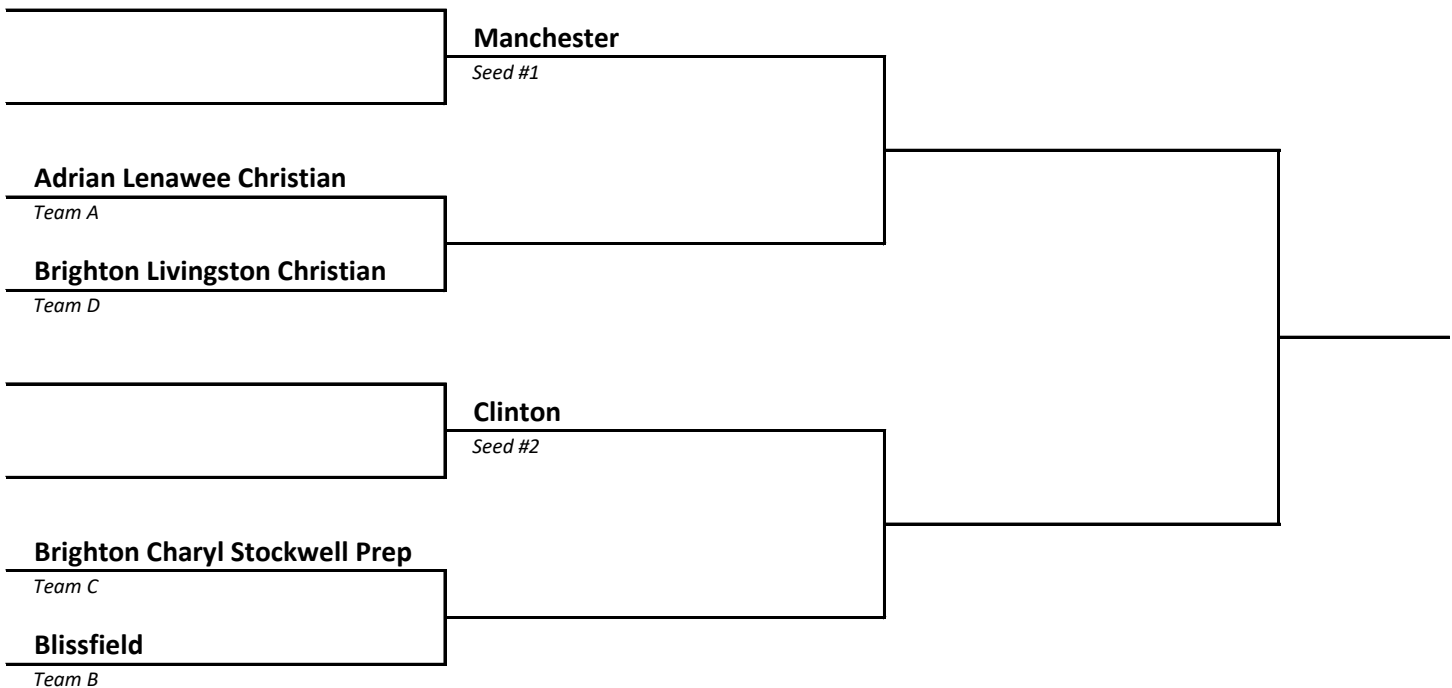 Manchester
Seed #1
Adrian Lenawee Christian
Team A
Brighton Livingston Christian
Team D
Clinton
Seed #2
Brighton Charyl Stockwell Prep
Team C
Blissfield
Team B